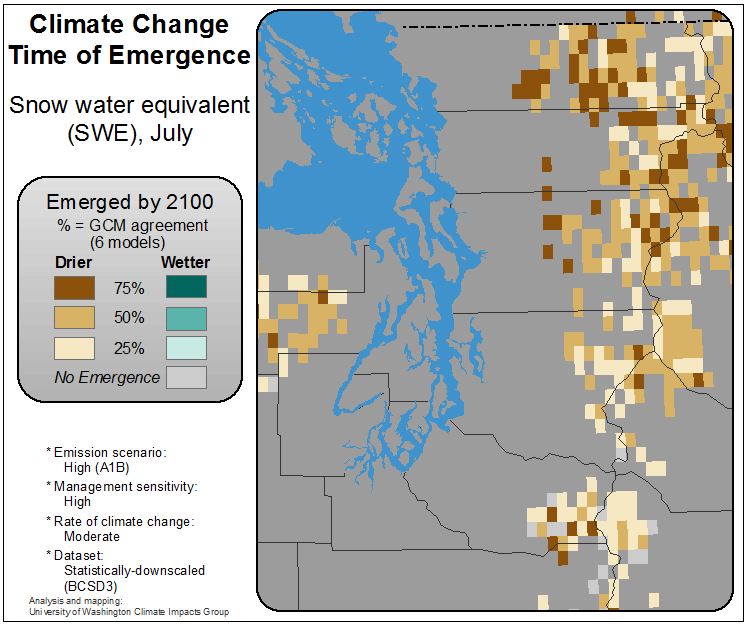 Climate Change
Time of Emergence
Snow water equivalent
(SWE), July
Emerged by 2100
% = GCM agreement
(6 models)
Drier Wetter
75%
50%
25%
No Emergence
* Emission scenario:
High (A1B)
* Management sensitivity:
High
* Rate of climate change:
Moderate
* Dataset:
Statistically-downscaled
(BCSD3)
Analysis and mapping:
University of Washington Climate Impacts Group